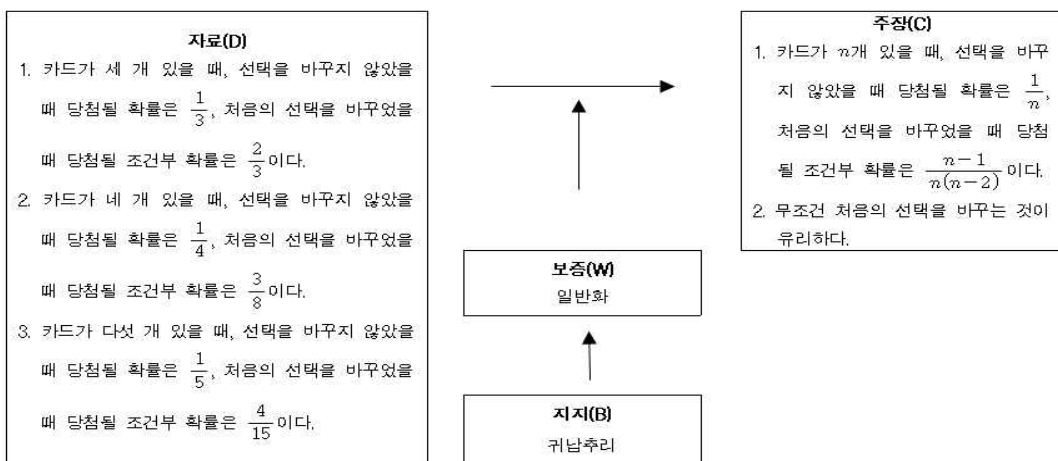 자료(D)
1. 카드가 세 개 있을 때, 선택을 바꾸지 않았을
때 당첨될 확률은 1/3, 처음의 선택을 바꾸었을
때 당첨될 조건부 확률은 2/3이다.
2. 카드가 네 개 있을 때, 선택을 바꾸지 않았을
때 당첨될 확률은 1/4, 처음의 선택을 바꾸었을
때 당첨될 조건부 확률은 3/8이다.
3. 카드가 다섯 개 있을 때, 선택을 바꾸지 않았을
때 당첨될 확률은 1/5, 처음의 선택을 바꾸었을
때 당첨될 조건부 확률은 4/15이다.
보증(W)
일반화
지지(B)
귀납추리
주장(C)
1. 카드가 n개 있을 때, 선택을 바꾸
지 않았을 때 당첨될 확률은 1/n,
처음의 선택을 바꾸었을 때 당첨
될 조건부 확률은 n-1/n(n-2)이다.
2. 무조건 처음의 선택을 바꾸는 것이
유리하다.